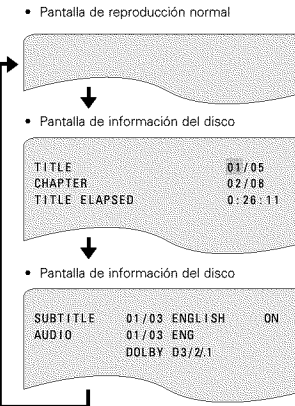 • Pantalla de reproducción normal
• Pantalla de información del disco
TITLE 01/05
CHAPTER 02/08
TITLE ELAPSED 0:26:11
• Pantalla de información del disco
SUBTITLE 01/03 ENGLISH ON
AUDIO 01/03 ENG
DOLBY D3/2/.1